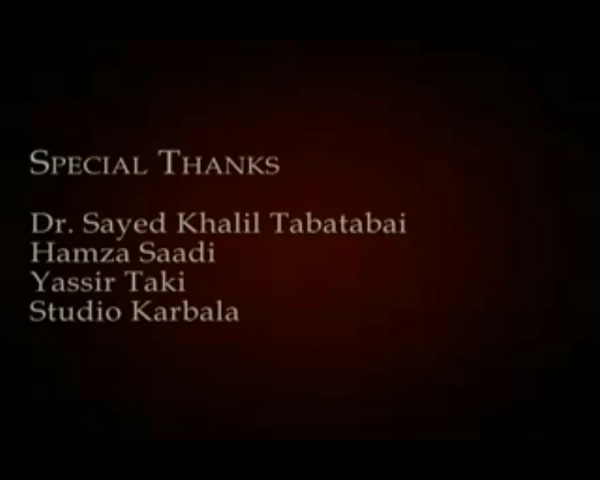 SPECIAL THANKS
Dr. Sayed Khalil Tabatabai
Hamza Saadi
Yassir Taki
Studio Karbala